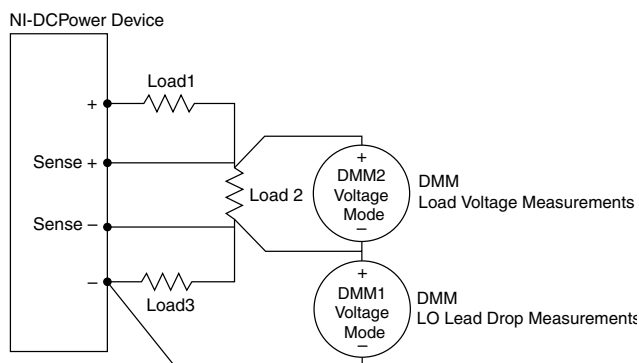 NI-DCPower Device
+
Load1
Sense +
Load 2
Sense –
–
Load3
+
DMM2
Voltage
Mode
–
DMM
Load Voltage Measurements
+
DMM1
Voltage
Mode
–
DMM
LO Lead Drop Measurements